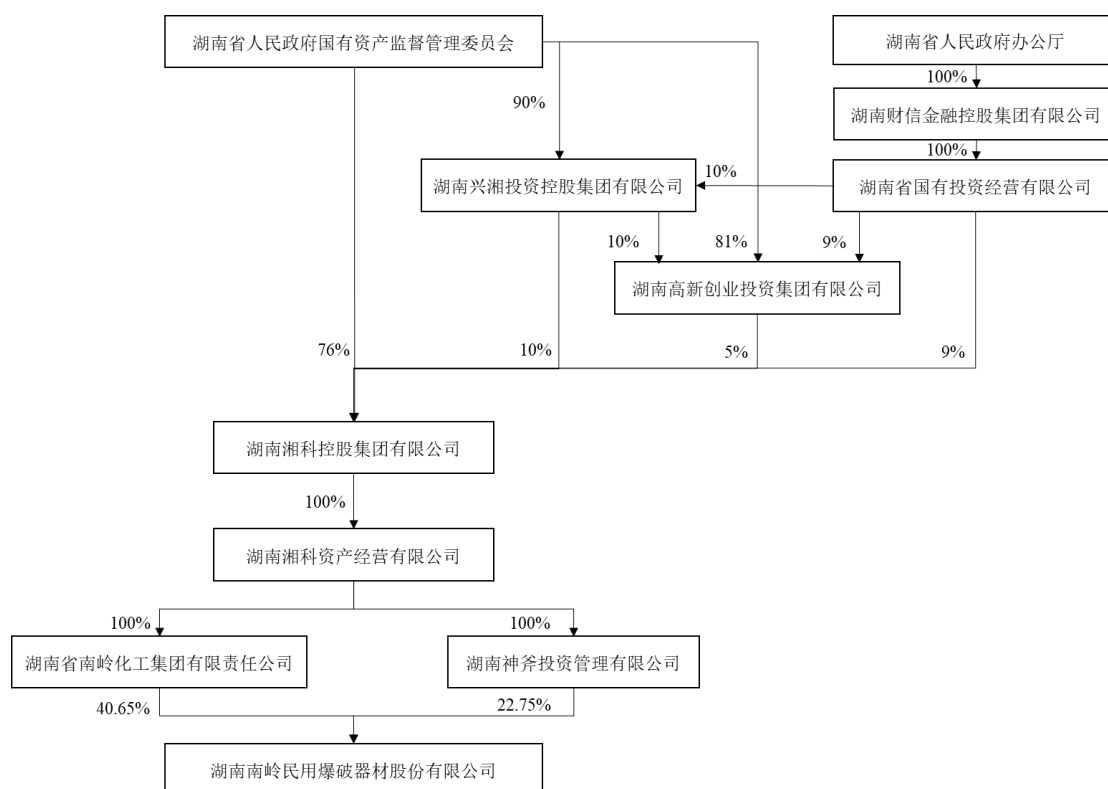 湖南省人民政府国有资产监督管理委员会
湖南省人民政府办公厅
100%
90%
湖南财信金融控股集团有限公司
100%
湖南兴湘投资控股集团有限公司
10%
湖南省国有投资经营有限公司
10%
81%
9%
湖南高新创业投资集团有限公司
76%
10%
5%
9%
湖南湘科控股集团有限公司
100%
湖南湘科资产经营有限公司
100%
100%
湖南省南岭化工集团有限责任公司
湖南神斧投资管理有限公司
40.65%
22.75%
湖南南岭民用爆破器材股份有限公司